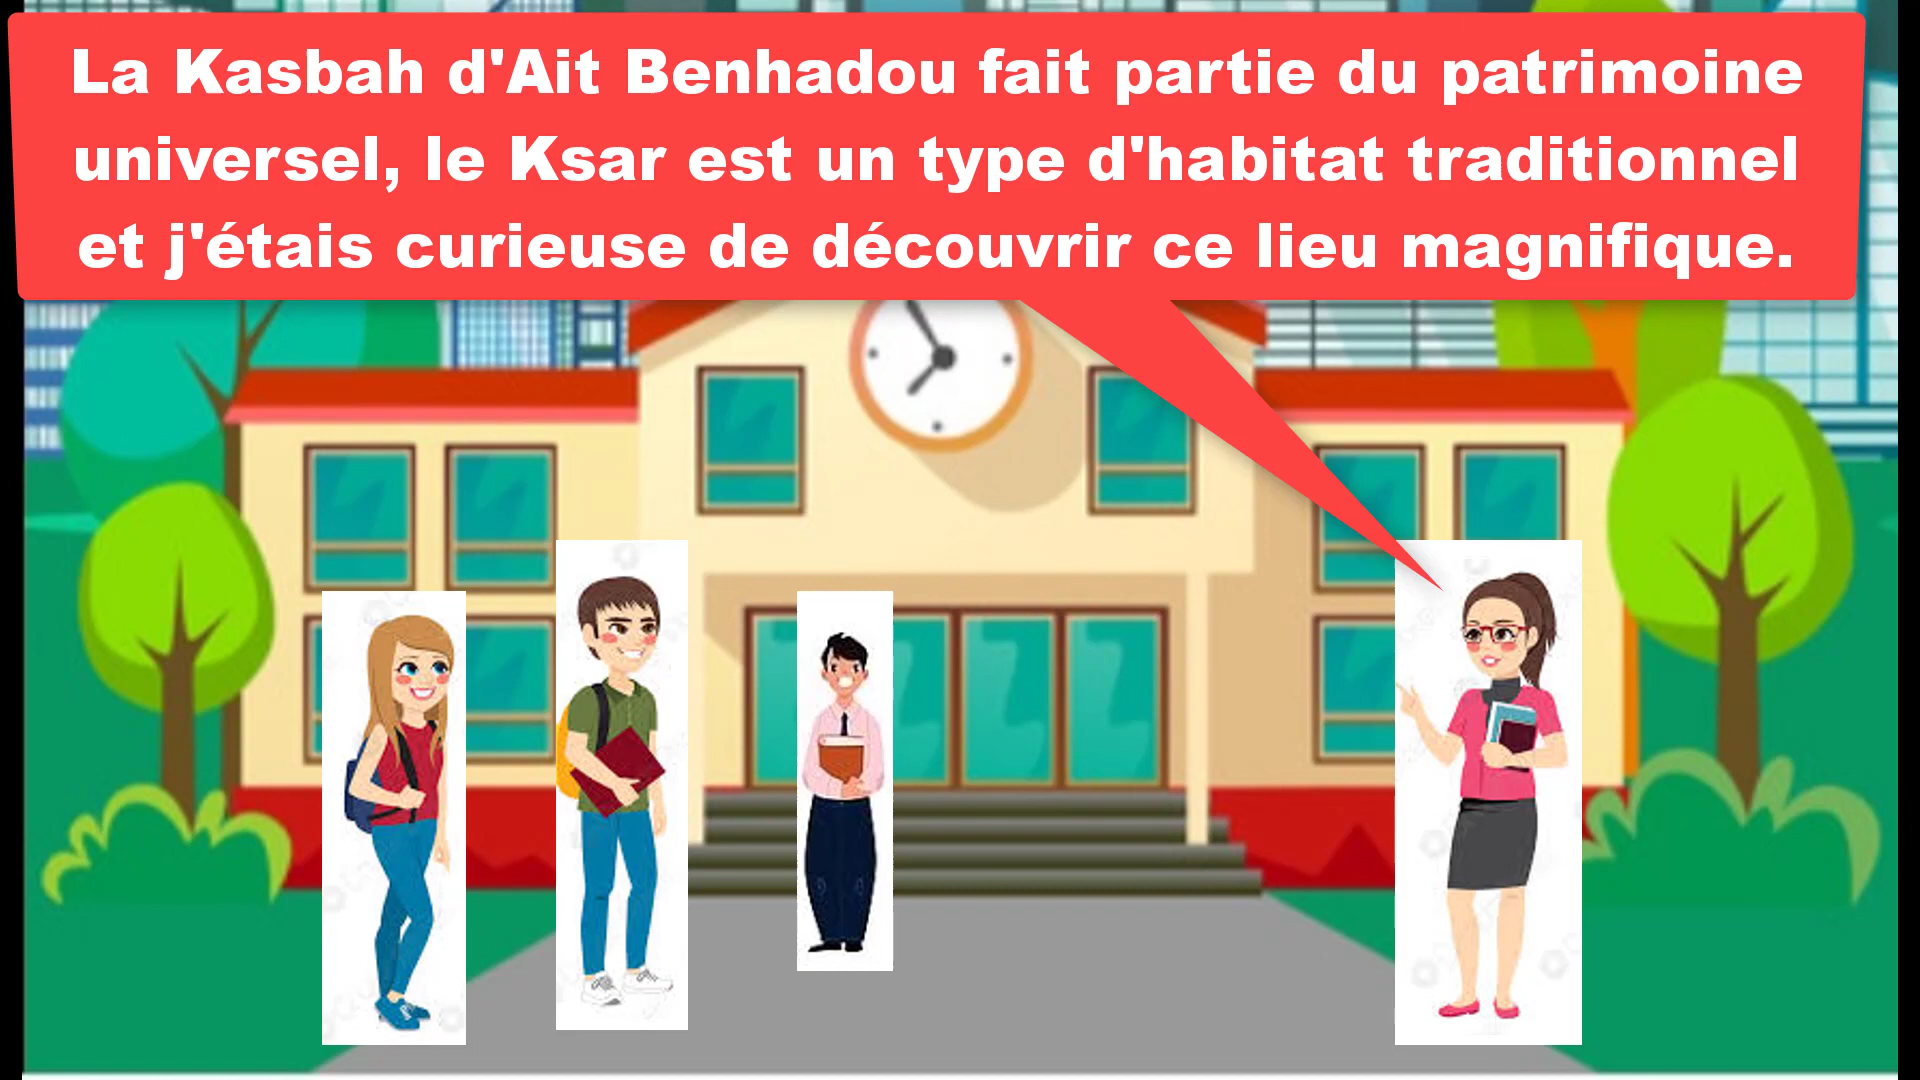 La Kasbah d'Ait Benhadou fait partie du patrimoine
universel, le Ksar est un type d'habitat traditionnel
et j'étais curieuse de découvrir ce lieu magnifique.